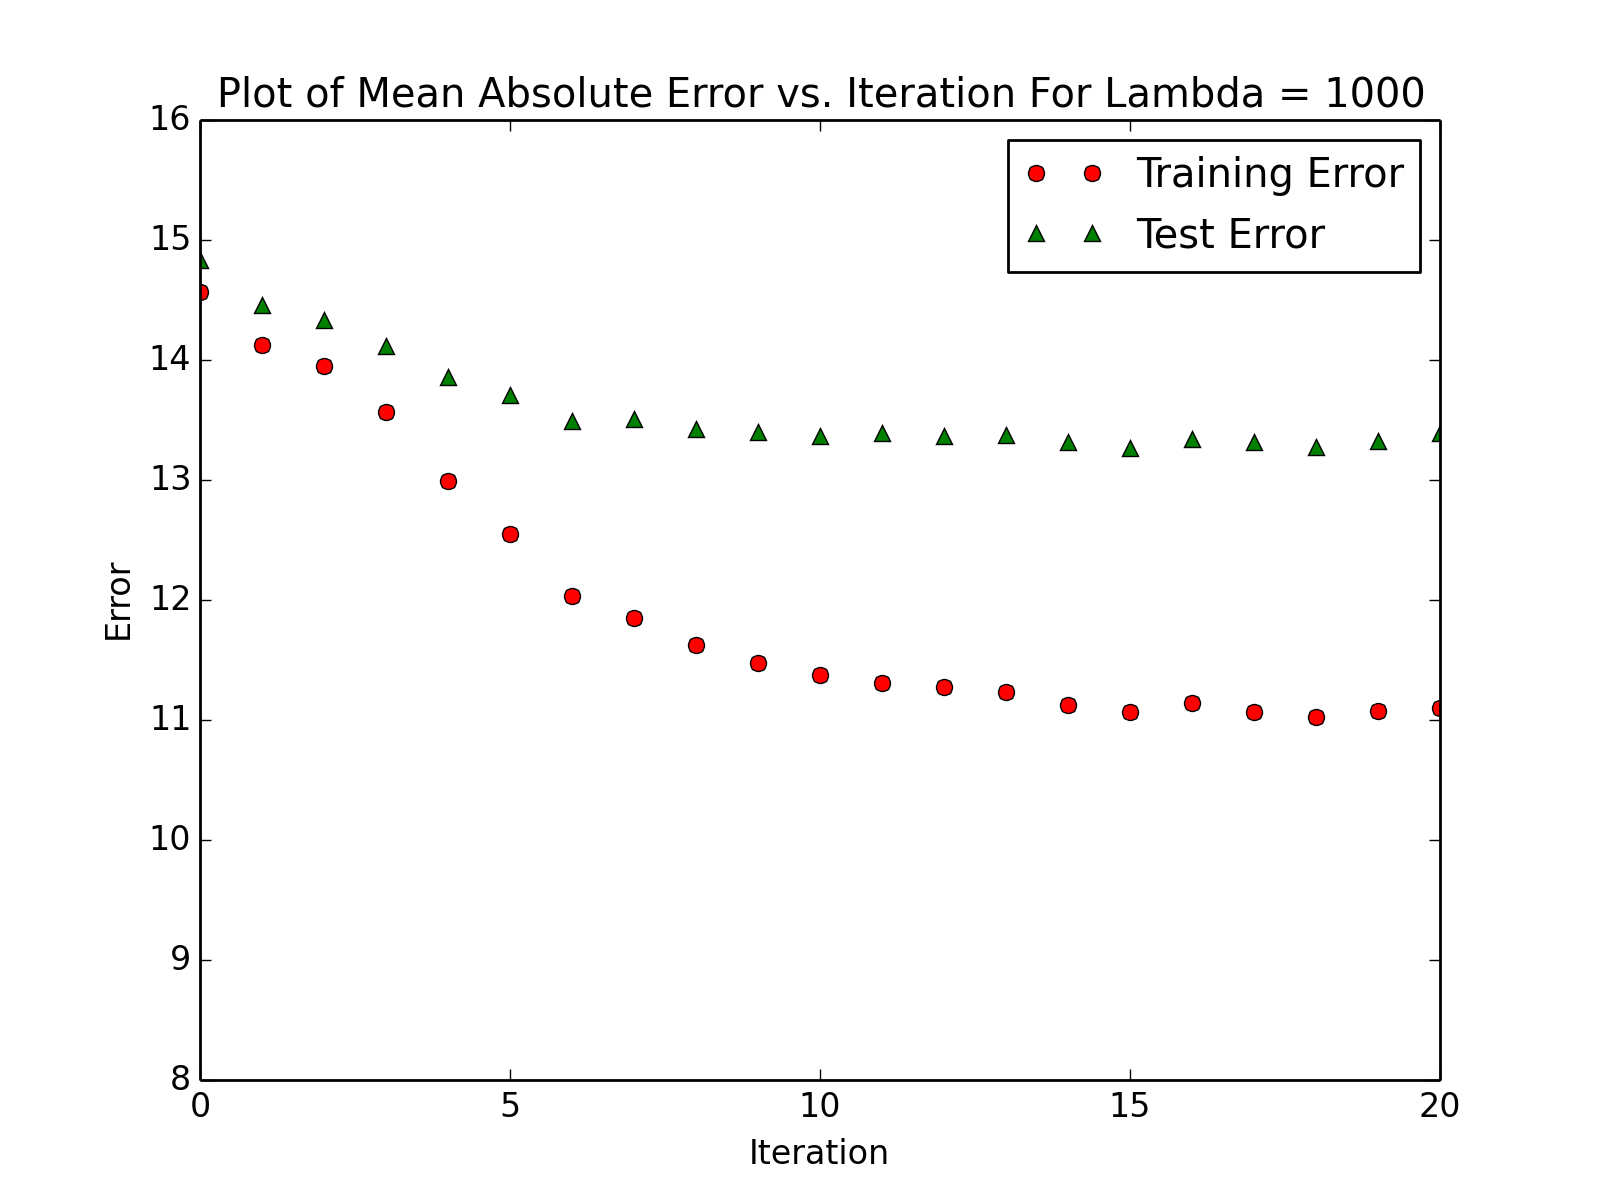 Plot of Mean Absolute Error vs. Iteration For Lambda = 1000
16
15
14
13
12
11
10
9
8
Error
Training Error
Test Error
0 5 10 15 20
Iteration